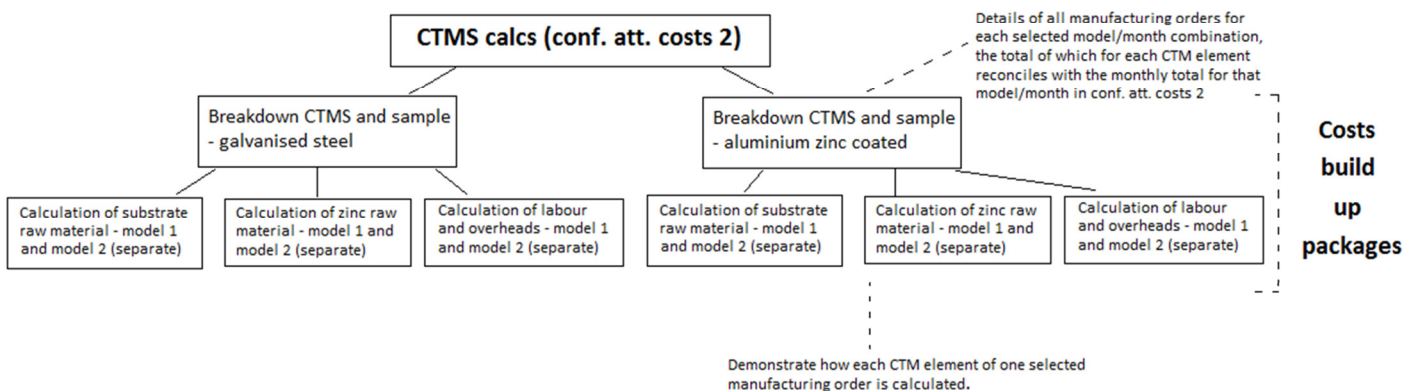 CTMS calcs (conf. att. costs 2)
Details of all manufacturing orders for
each selected model/month combination,
the total of which for each CTM element
reconciles with the monthly total for that
model/month in conf. att. costs 2
Breakdown CTMS and sample
- galvanised steel
Breakdown CTMS and sample
- aluminium zinc coated
Costs
build
up
packages
Calculation of substrate
raw material - model 1
and model 2 (separate)
Calculation of zinc raw
material - model 1 and
model 2 (separate)
Calculation of labour
and overheads - model 1
and model 2 (separate)
Calculation of substrate
raw material - model 1
and model 2 (separate)
Calculation of zinc raw
material - model 1 and
model 2 (separate)
Calculation of labour
and overheads - model 1
and model 2 (separate)
Demonstrate how each CTM element of one selected
manufacturing order is calculated.